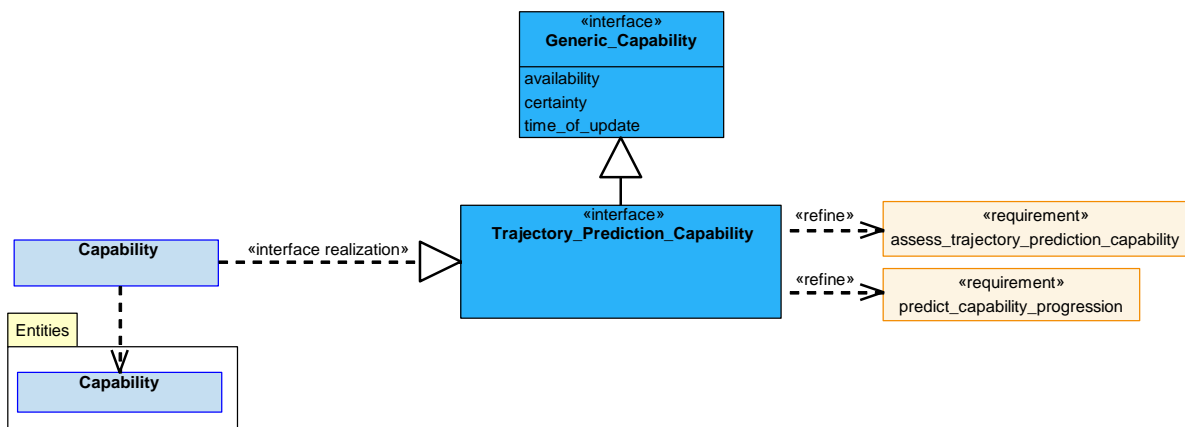 «interface»
Generic_Capability
availability
certainty
time_of_update
«interface»
Trajectory_Prediction_Capability
«refine»
«requirement»
assess_trajectory_prediction_capability
Capability
«interface realization»
«refine»
«requirement»
predict_capability_progression
Entities
Capability